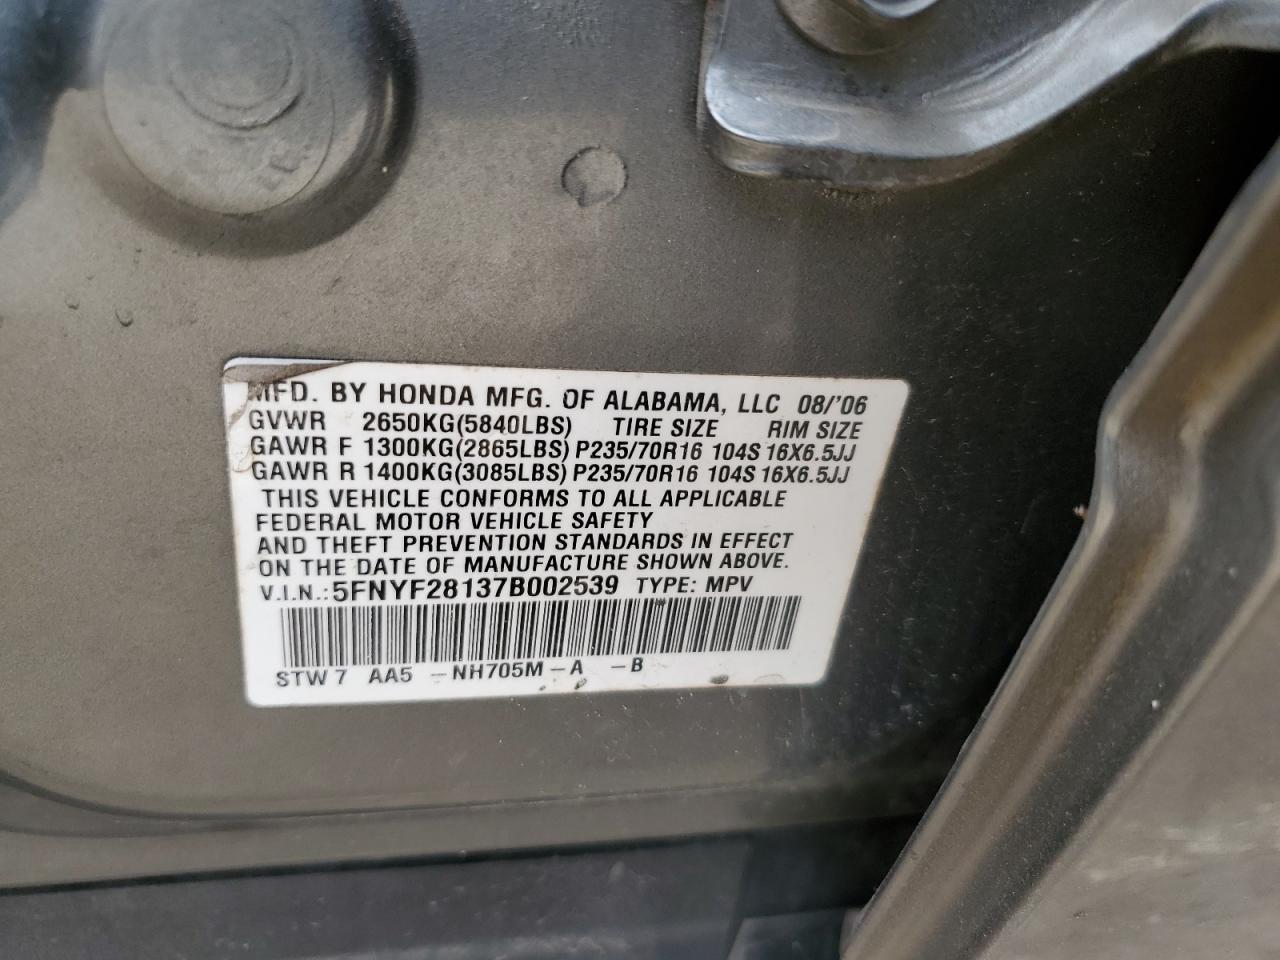 MFD. BY HONDA MFG. OF ALABAMA, LLC 08/'06
GVWR 2650KG(5840LBS) TIRE SIZE RIM SIZE
GAWR F 1300KG(2865LBS) P235/70R16 104S 16X6.5JJ
GAWR R 1400KG(3085LBS) P235/70R16 104S 16X6.5JJ
THIS VEHICLE CONFORMS TO ALL APPLICABLE
FEDERAL MOTOR VEHICLE SAFETY
AND THEFT PREVENTION STANDARDS IN EFFECT
ON THE DATE OF MANUFACTURE SHOWN ABOVE.
V.I.N.: 5FNYF28137B002539 TYPE: MPV
STW7 AA5 -NH705M-A -B